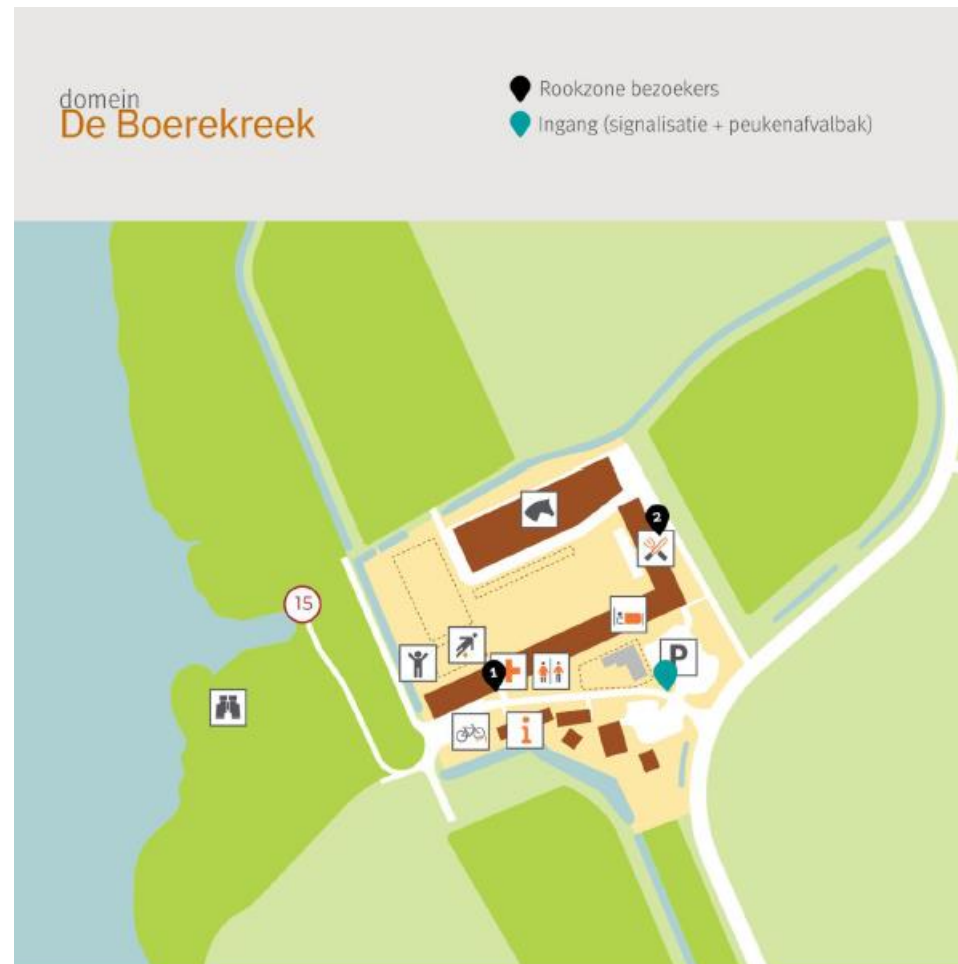 domein
De Boerekreek
Rookzone bezoekers
Ingang (signalisatie + peukenafvalbak)
2
15
P
1
i